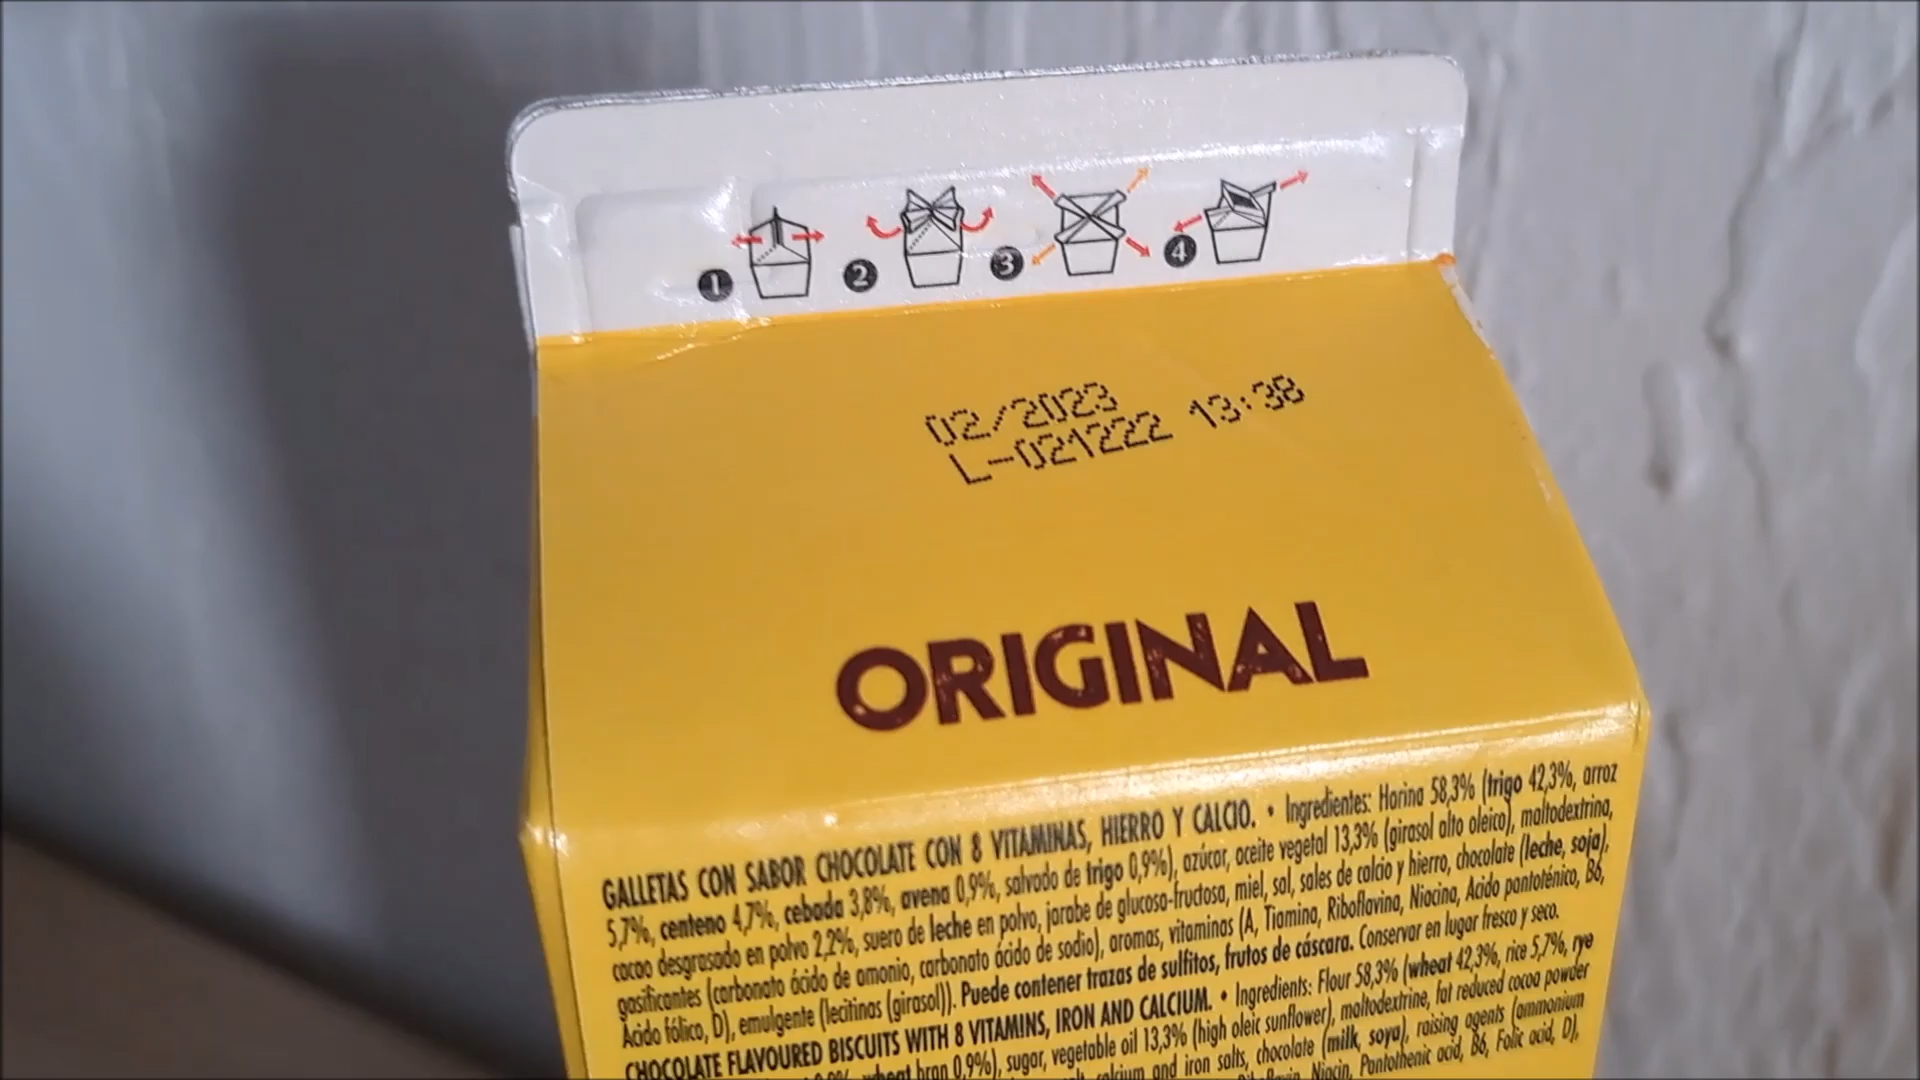 1 2 3 4
02/2023
L-021222 13:38
ORIGINAL
GALLETAS CON SABOR CHOCOLATE CON 8 VITAMINAS, HIERRO Y CALCIO. • Ingredientes: Harina 58,3% (trigo 42,3%, arroz
5,7%, centeno 4,7%, cebada 3,8%, avena 0,9%, salvado de trigo 0,9%), azúcar, aceite vegetal 13,3% (girasol alto oleico), maltodextrina,
cacao desgrasado en polvo 2,2%, suero de leche en polvo, jarabe de glucosa-fructosa, miel, sal, sales de calcio y hierro, chocolate (leche, soja),
gasificantes (carbonato ácido de amonio, carbonato ácido de sodio), aromas, vitaminas (A, Tiamina, Riboflavina, Niacina, Acido pantoténico, B6,
Acido fólico, D), emulgente (lecitinas (girasol)). Puede contener trazas de sulfitos, frutos de cáscara. Conservar en lugar fresco y seco.
CHOCOLATE FLAVOURED BISCUITS WITH 8 VITAMINS, IRON AND CALCIUM. • Ingredients: Flour 58,3% (wheat 42,3%, rice 5,7%, rye
wheat bran 0,9%), sugar, vegetable oil 13,3% (high oleic sunflower), maltodextrine, fat reduced cocoa powder
calcium and iron salts, chocolate (milk, soya), raising agents (ammonium
Niacin, Pantothenic acid, B6, Folic acid, D),